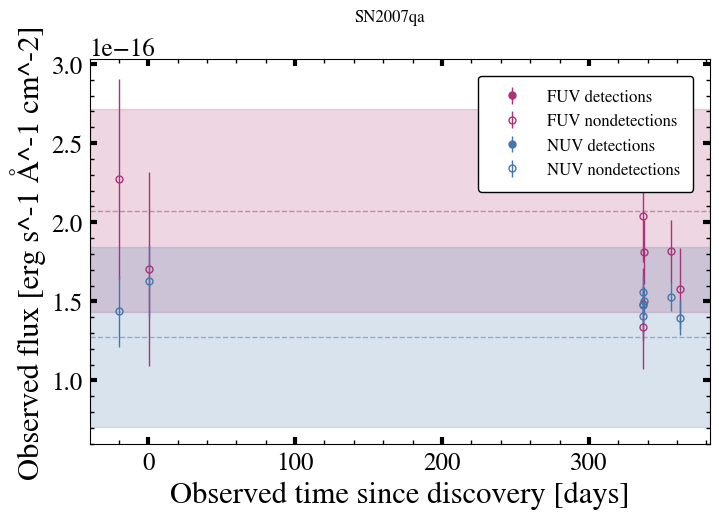 SN2007qa
1e−16
3.0
2.5
2.0
1.5
1.0
Observed flux [erg s^-1 Å^-1 cm^-2]
FUV detections
FUV nondetections
NUV detections
NUV nondetections
0 100 200 300
Observed time since discovery [days]